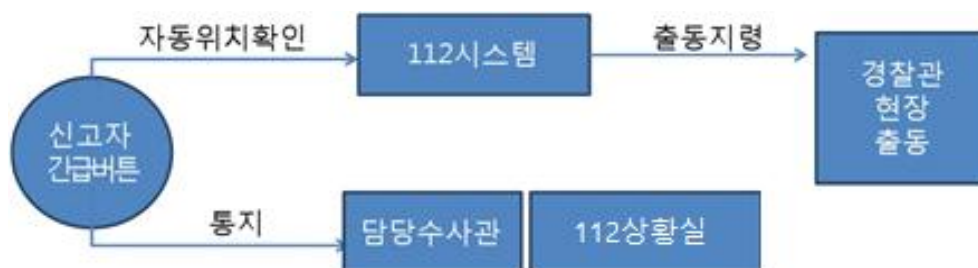 자동위치확인
112시스템
출동지령
경찰관
현장
출동
신고자
긴급버튼
통지
담당수사관
112상황실